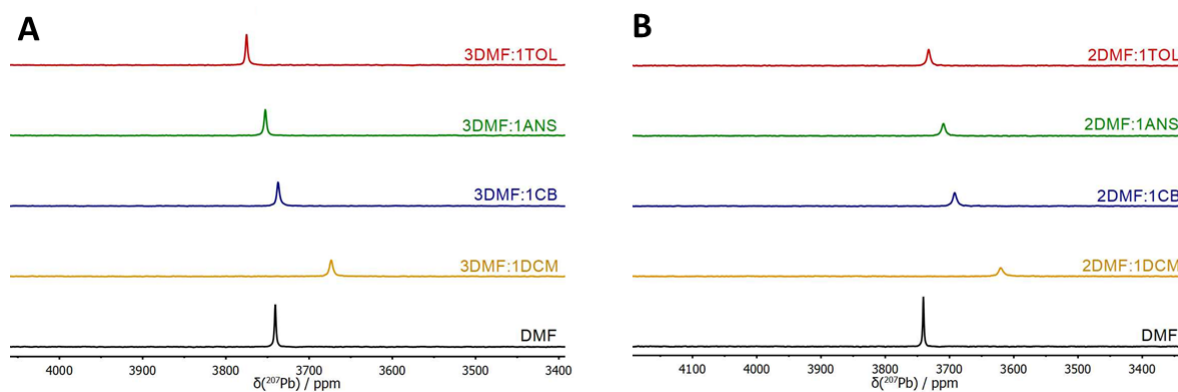 A
3DMF:1TOL
3DMF:1ANS
3DMF:1CB
3DMF:1DCM
DMF
4000 3900 3800 3700 3600 3500 3400
δ(²⁰⁷Pb) / ppm
B
2DMF:1TOL
2DMF:1ANS
2DMF:1CB
2DMF:1DCM
DMF
4100 4000 3900 3800 3700 3600 3500 3400
δ(²⁰⁷Pb) / ppm